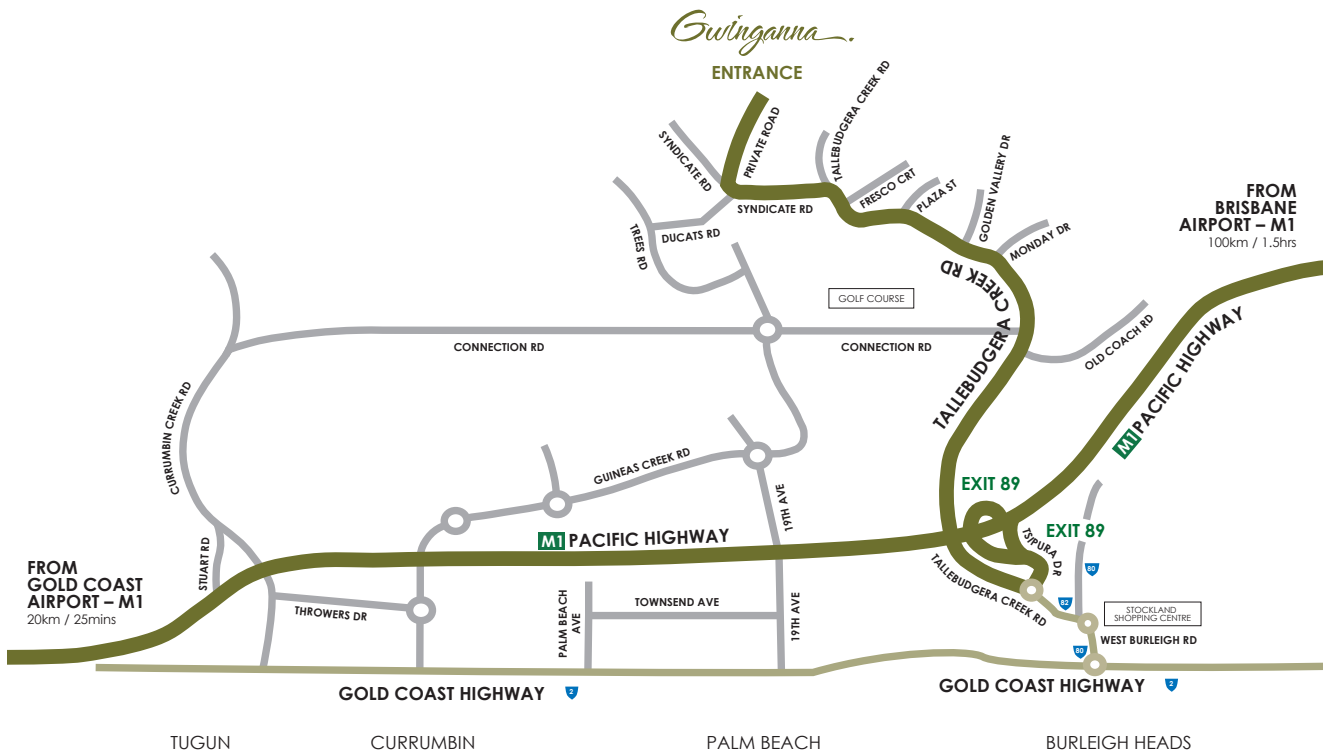 Gwinganna
ENTRANCE
TALLEBUDGERA CREEK RD
SYNDICATE RD
PRIVATE ROAD
FRESCO CRT
PLAZA ST
GOLDEN VALLERY DR
MONDAY DR
SYNDICATE RD
TREES RD
DUCATS RD
FROM
BRISBANE
AIRPORT – M1
100km / 1.5hrs
TALLEBUDGERA CREEK RD
GOLF COURSE
CONNECTION RD
CONNECTION RD
OLD COACH RD
M1 PACIFIC HIGHWAY
CURRUMBIN CREEK RD
GUINEAS CREEK RD
19TH AVE
EXIT 89
EXIT 89
M1 PACIFIC HIGHWAY
TSIPURA DR
STUART RD
FROM
GOLD COAST
AIRPORT – M1
20km / 25mins
THROWERS DR
PALM BEACH
AVE
TOWNSEND AVE
19TH AVE
TALLEBUDGERA CREEK RD
80
82
STOCKLAND
SHOPPING CENTRE
WEST BURLEIGH RD
80
GOLD COAST HIGHWAY 2
GOLD COAST HIGHWAY 2
TUGUN
CURRUMBIN
PALM BEACH
BURLEIGH HEADS